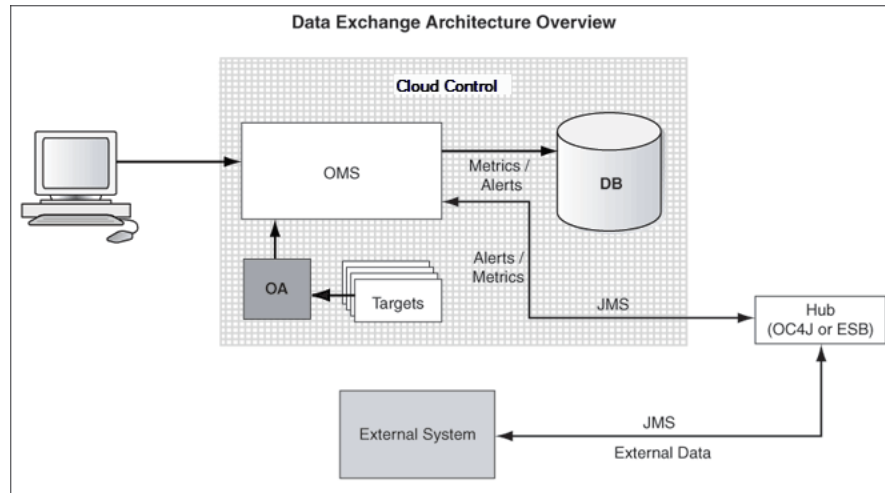 Data Exchange Architecture Overview
Cloud Control
OMS
Metrics /
Alerts
DB
Alerts /
Metrics
OA
Targets
JMS
Hub
(OC4J or ESB)
External System
JMS
External Data